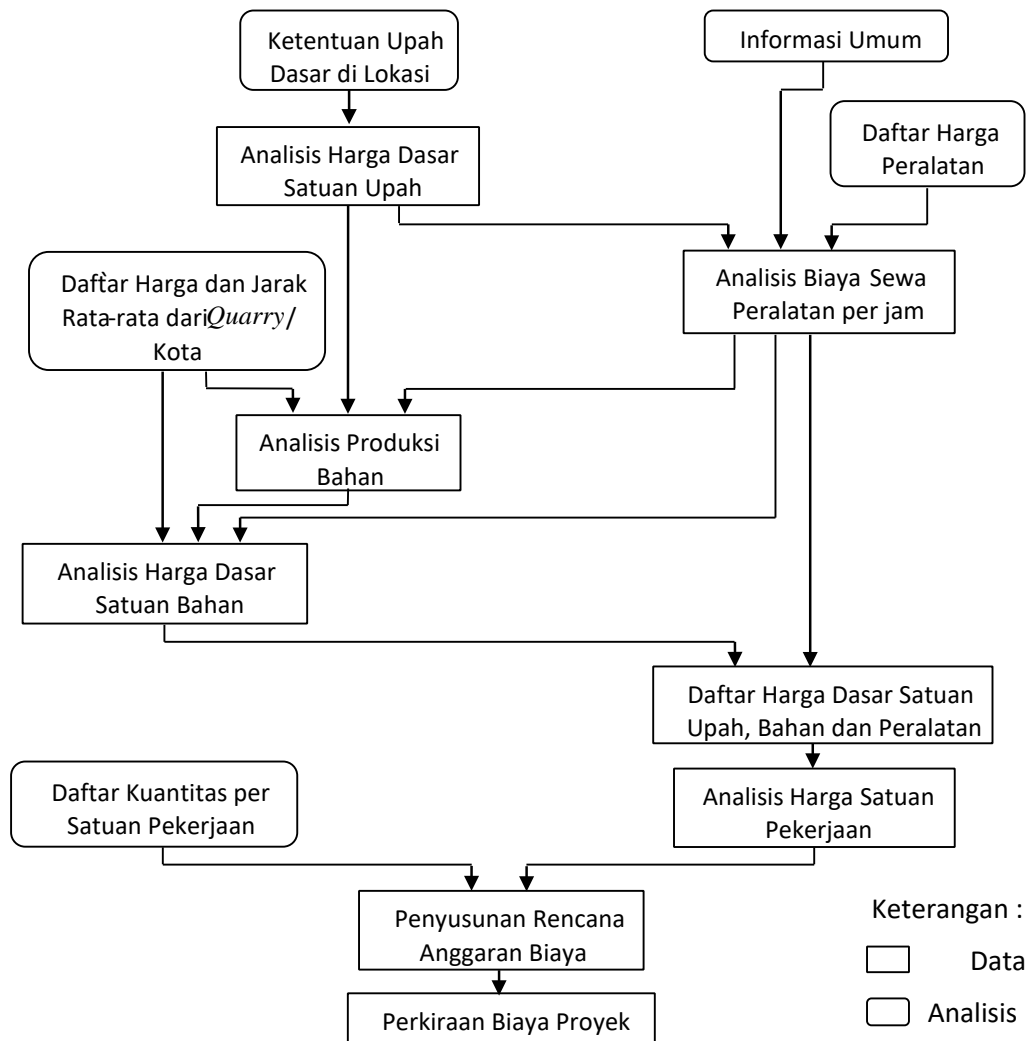 Ketentuan Upah
Dasar di Lokasi
Informasi Umum
Daftar Harga
Peralatan
Analisis Harga Dasar
Satuan Upah
Daftàr Harga dan Jarak
Rata-rata dari Quarry/
Kota
Analisis Biaya Sewa
Peralatan per jam
Analisis Produksi
Bahan
Analisis Harga Dasar
Satuan Bahan
Daftar Harga Dasar Satuan
Upah, Bahan dan Peralatan
Daftar Kuantitas per
Satuan Pekerjaan
Analisis Harga Satuan
Pekerjaan
Penyusunan Rencana
Anggaran Biaya
Perkiraan Biaya Proyek
Keterangan :
Data
Analisis